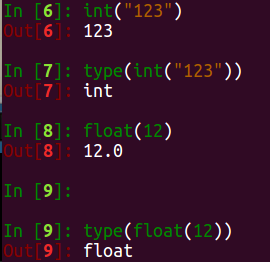 In [6]: int("123")
Out[6]: 123
In [7]: type(int("123"))
Out[7]: int
In [8]: float(12)
Out[8]: 12.0
In [9]:
In [9]: type(float(12))
Out[9]: float